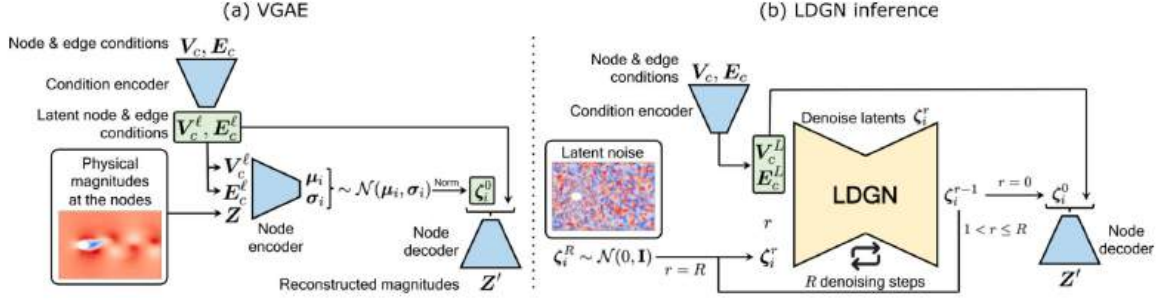 (a) VGAE
Node & edge conditions V_c, E_c
Condition encoder
Latent node & edge
conditions
V_c^ℓ, E_c^ℓ
Physical
magnitudes
at the nodes
V_c^ℓ
E_c^ℓ
Z
Node
encoder
μ_i
σ_i
∼ N(μ_i, σ_i)
Norm
ζ_i^0
Node
decoder
Reconstructed magnitudes Z′
(b) LDGN inference
Node & edge
conditions
V_c, E_c
Condition encoder
V_c^L
E_c^L
Latent noise
ζ_i^R ∼ N(0, I)
r = R
Denoise latents ζ_i^r
LDGN
r
ζ_i^r
R denoising steps
ζ_i^{r−1}
r = 0
1 < r ≤ R
ζ_i^0
Node
decoder
Z′